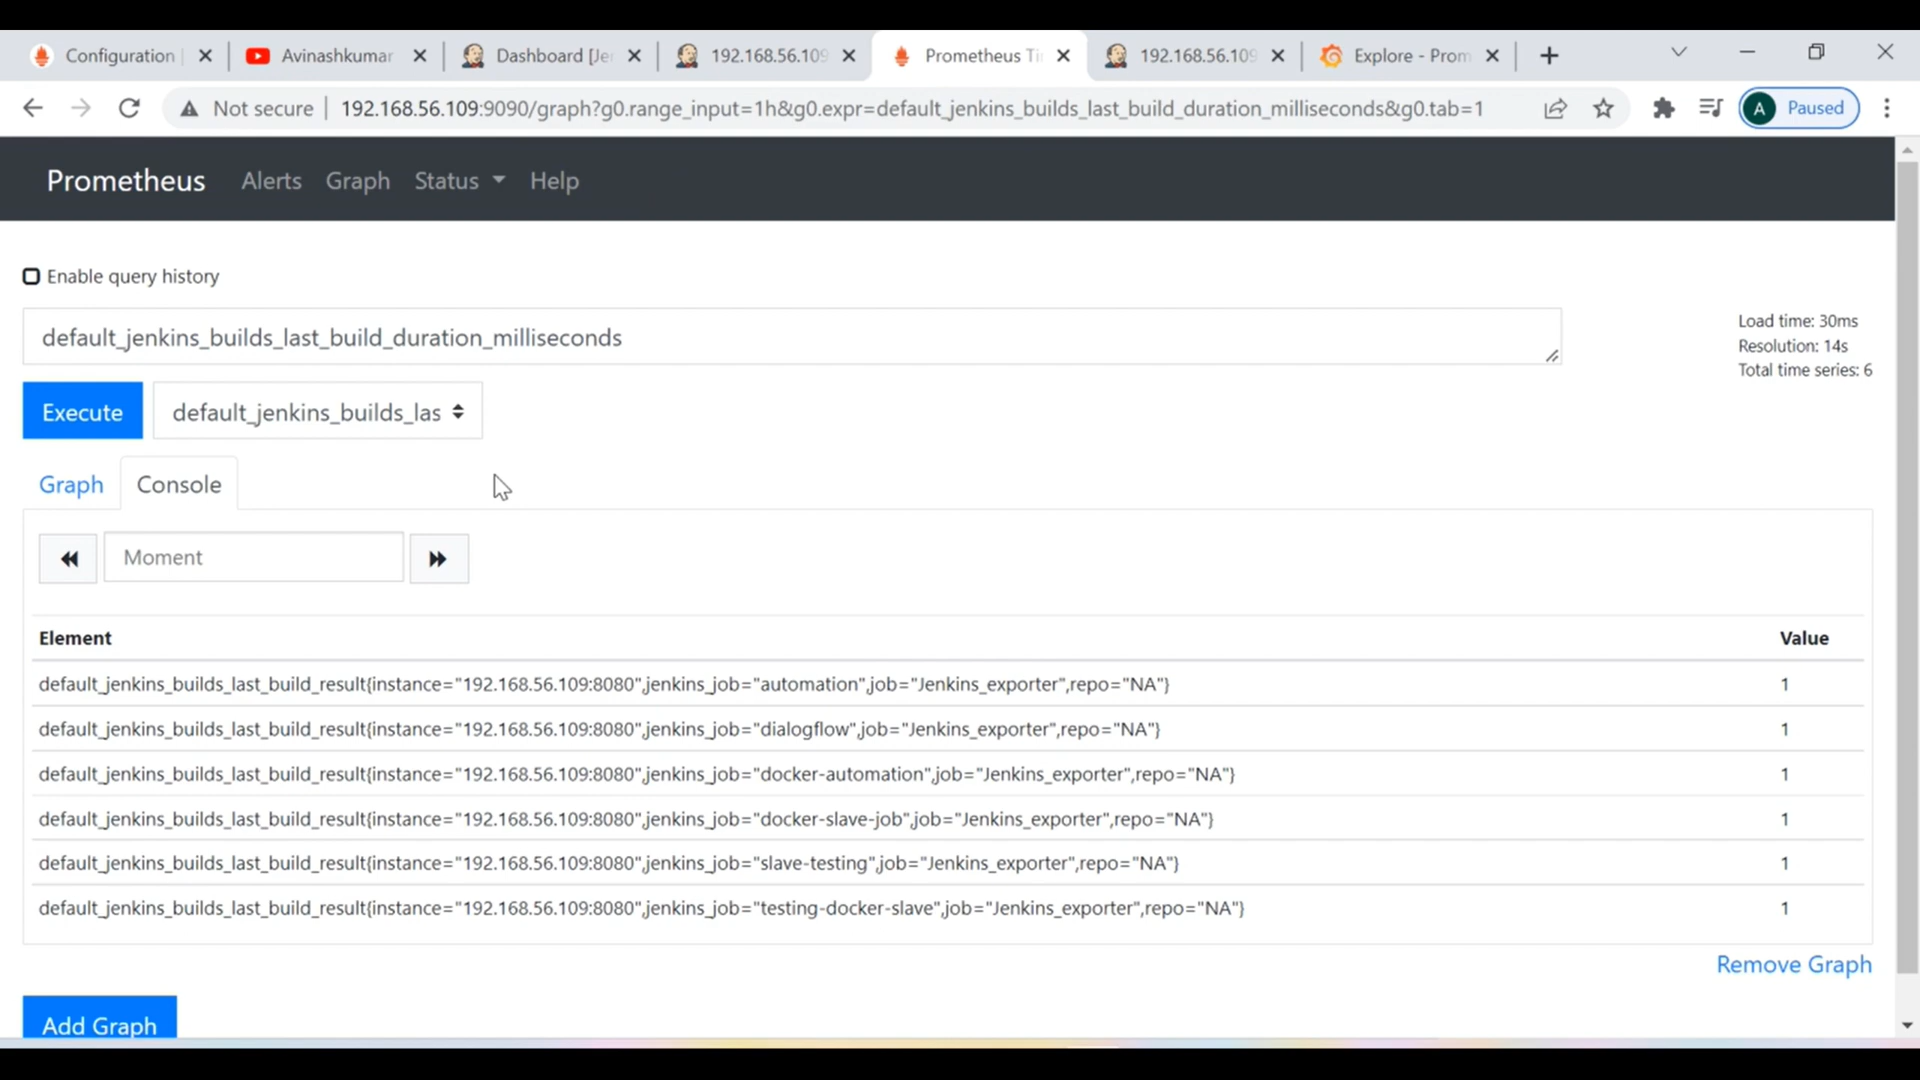 Configuration
Avinashkumar
Dashboard [Je
192.168.56.109
Prometheus Ti
192.168.56.109
Explore - Prom
Not secure
192.168.56.109:9090/graph?g0.range_input=1h&g0.expr=default_jenkins_builds_last_build_duration_milliseconds&g0.tab=1
A
Paused
Prometheus
Alerts
Graph
Status
Help
Enable query history
default_jenkins_builds_last_build_duration_milliseconds
Load time: 30ms
Resolution: 14s
Total time series: 6
Execute
default_jenkins_builds_las
Graph
Console
Moment
Element
Value
default_jenkins_builds_last_build_result{instance="192.168.56.109:8080",jenkins_job="automation",job="Jenkins_exporter",repo="NA"}
1
default_jenkins_builds_last_build_result{instance="192.168.56.109:8080",jenkins_job="dialogflow",job="Jenkins_exporter",repo="NA"}
1
default_jenkins_builds_last_build_result{instance="192.168.56.109:8080",jenkins_job="docker-automation",job="Jenkins_exporter",repo="NA"}
1
default_jenkins_builds_last_build_result{instance="192.168.56.109:8080",jenkins_job="docker-slave-job",job="Jenkins_exporter",repo="NA"}
1
default_jenkins_builds_last_build_result{instance="192.168.56.109:8080",jenkins_job="slave-testing",job="Jenkins_exporter",repo="NA"}
1
default_jenkins_builds_last_build_result{instance="192.168.56.109:8080",jenkins_job="testing-docker-slave",job="Jenkins_exporter",repo="NA"}
1
Remove Graph
Add Graph